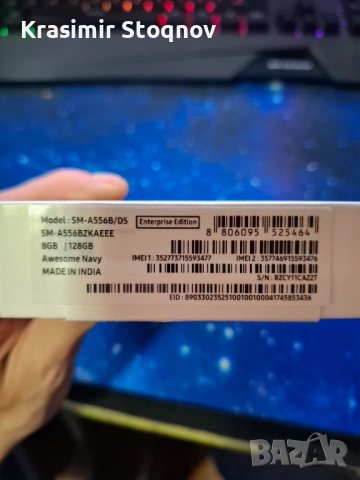 Krasimir Stoqnov
Model : SM-A556B/DS
Enterprise Edition
SM-A556BZKAEEE
8GB | 128GB
Awesome Navy
MADE IN INDIA
8 806095 525464
IMEI 1 : 352773715593477
IMEI 2 : 357746915593476
S/N : RZCY11CAZ2T
EID : 89033023525100100100041745853436
BAZAR